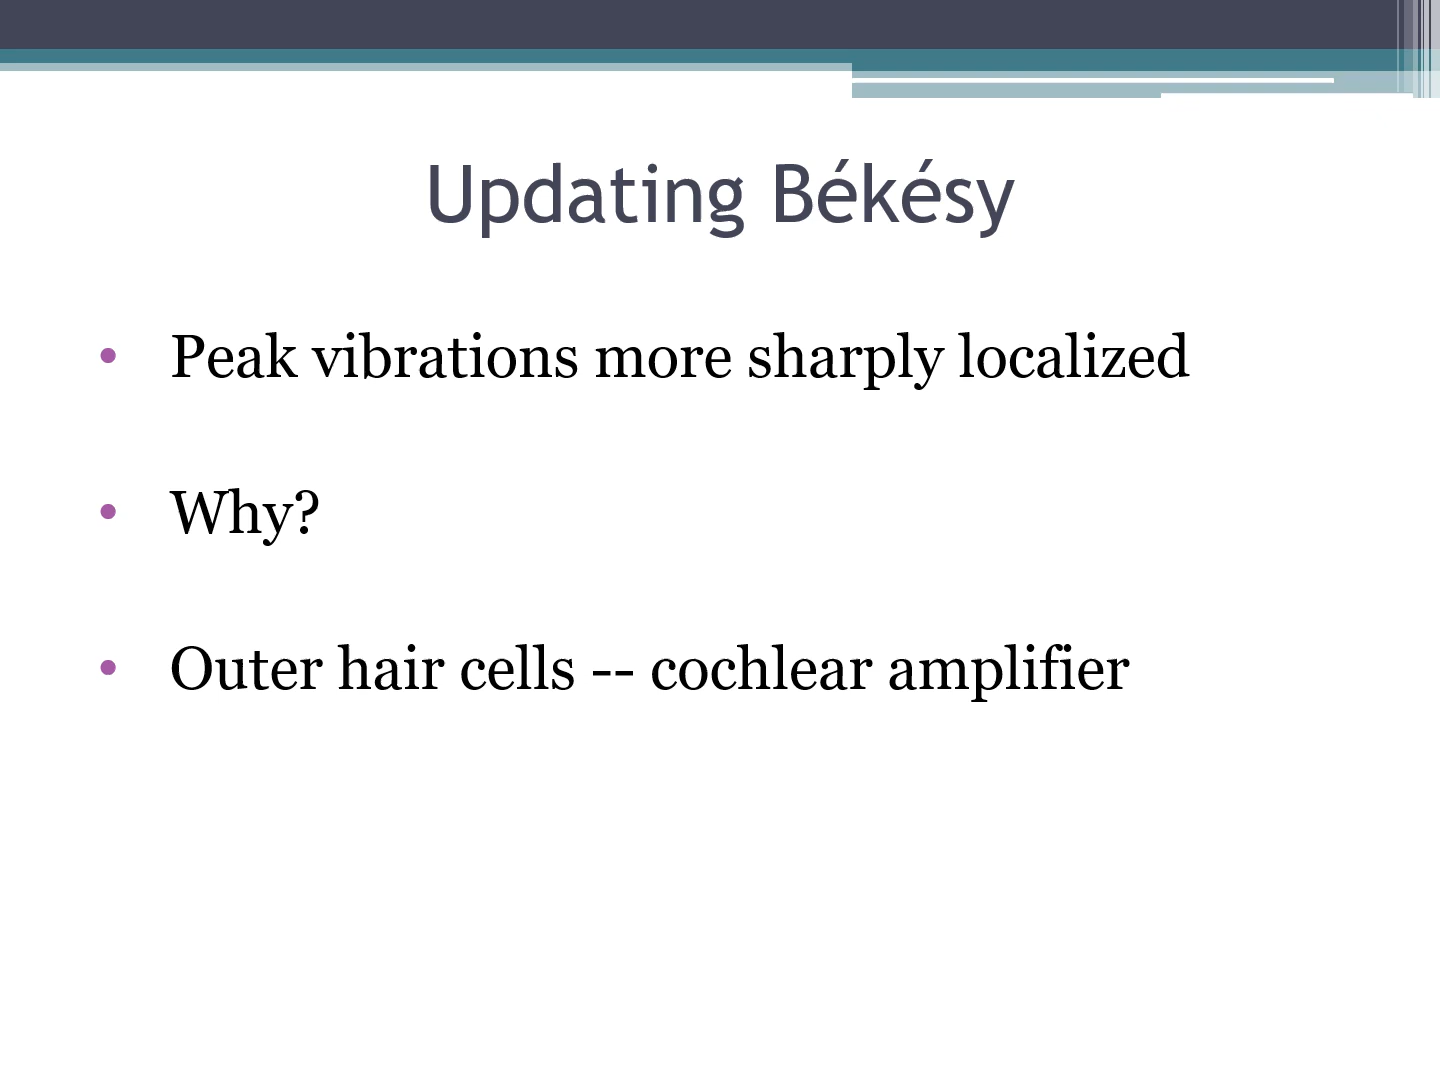 Updating Békésy
• Peak vibrations more sharply localized
• Why?
• Outer hair cells -- cochlear amplifier